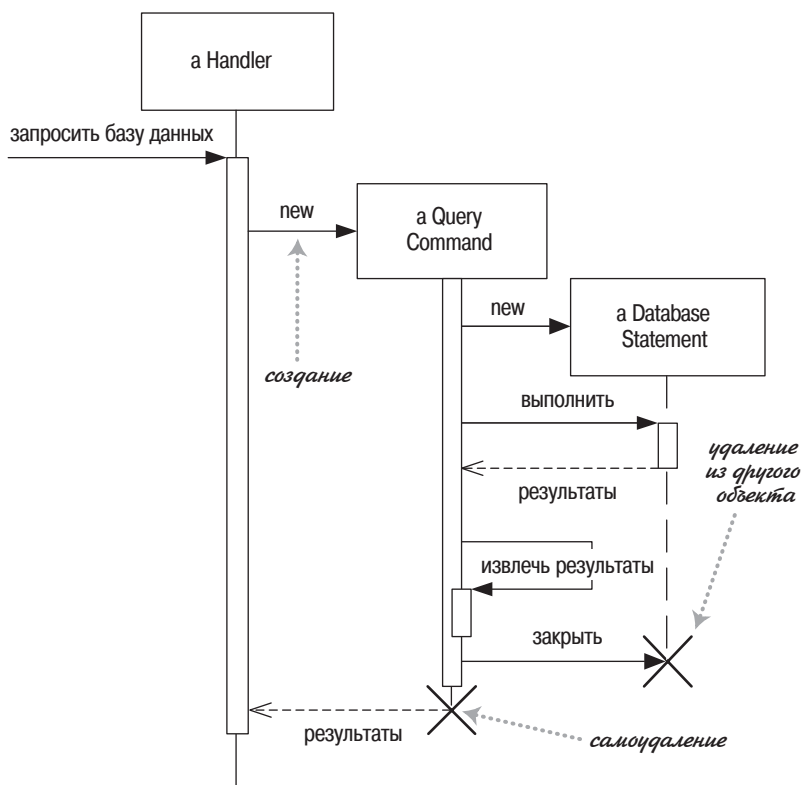 a Handler
запросить базу данных
new
a Query
Command
создание
new
a Database
Statement
выполнить
удаление
из другого
объекта
результаты
извлечь результаты
закрыть
результаты
самоудаление